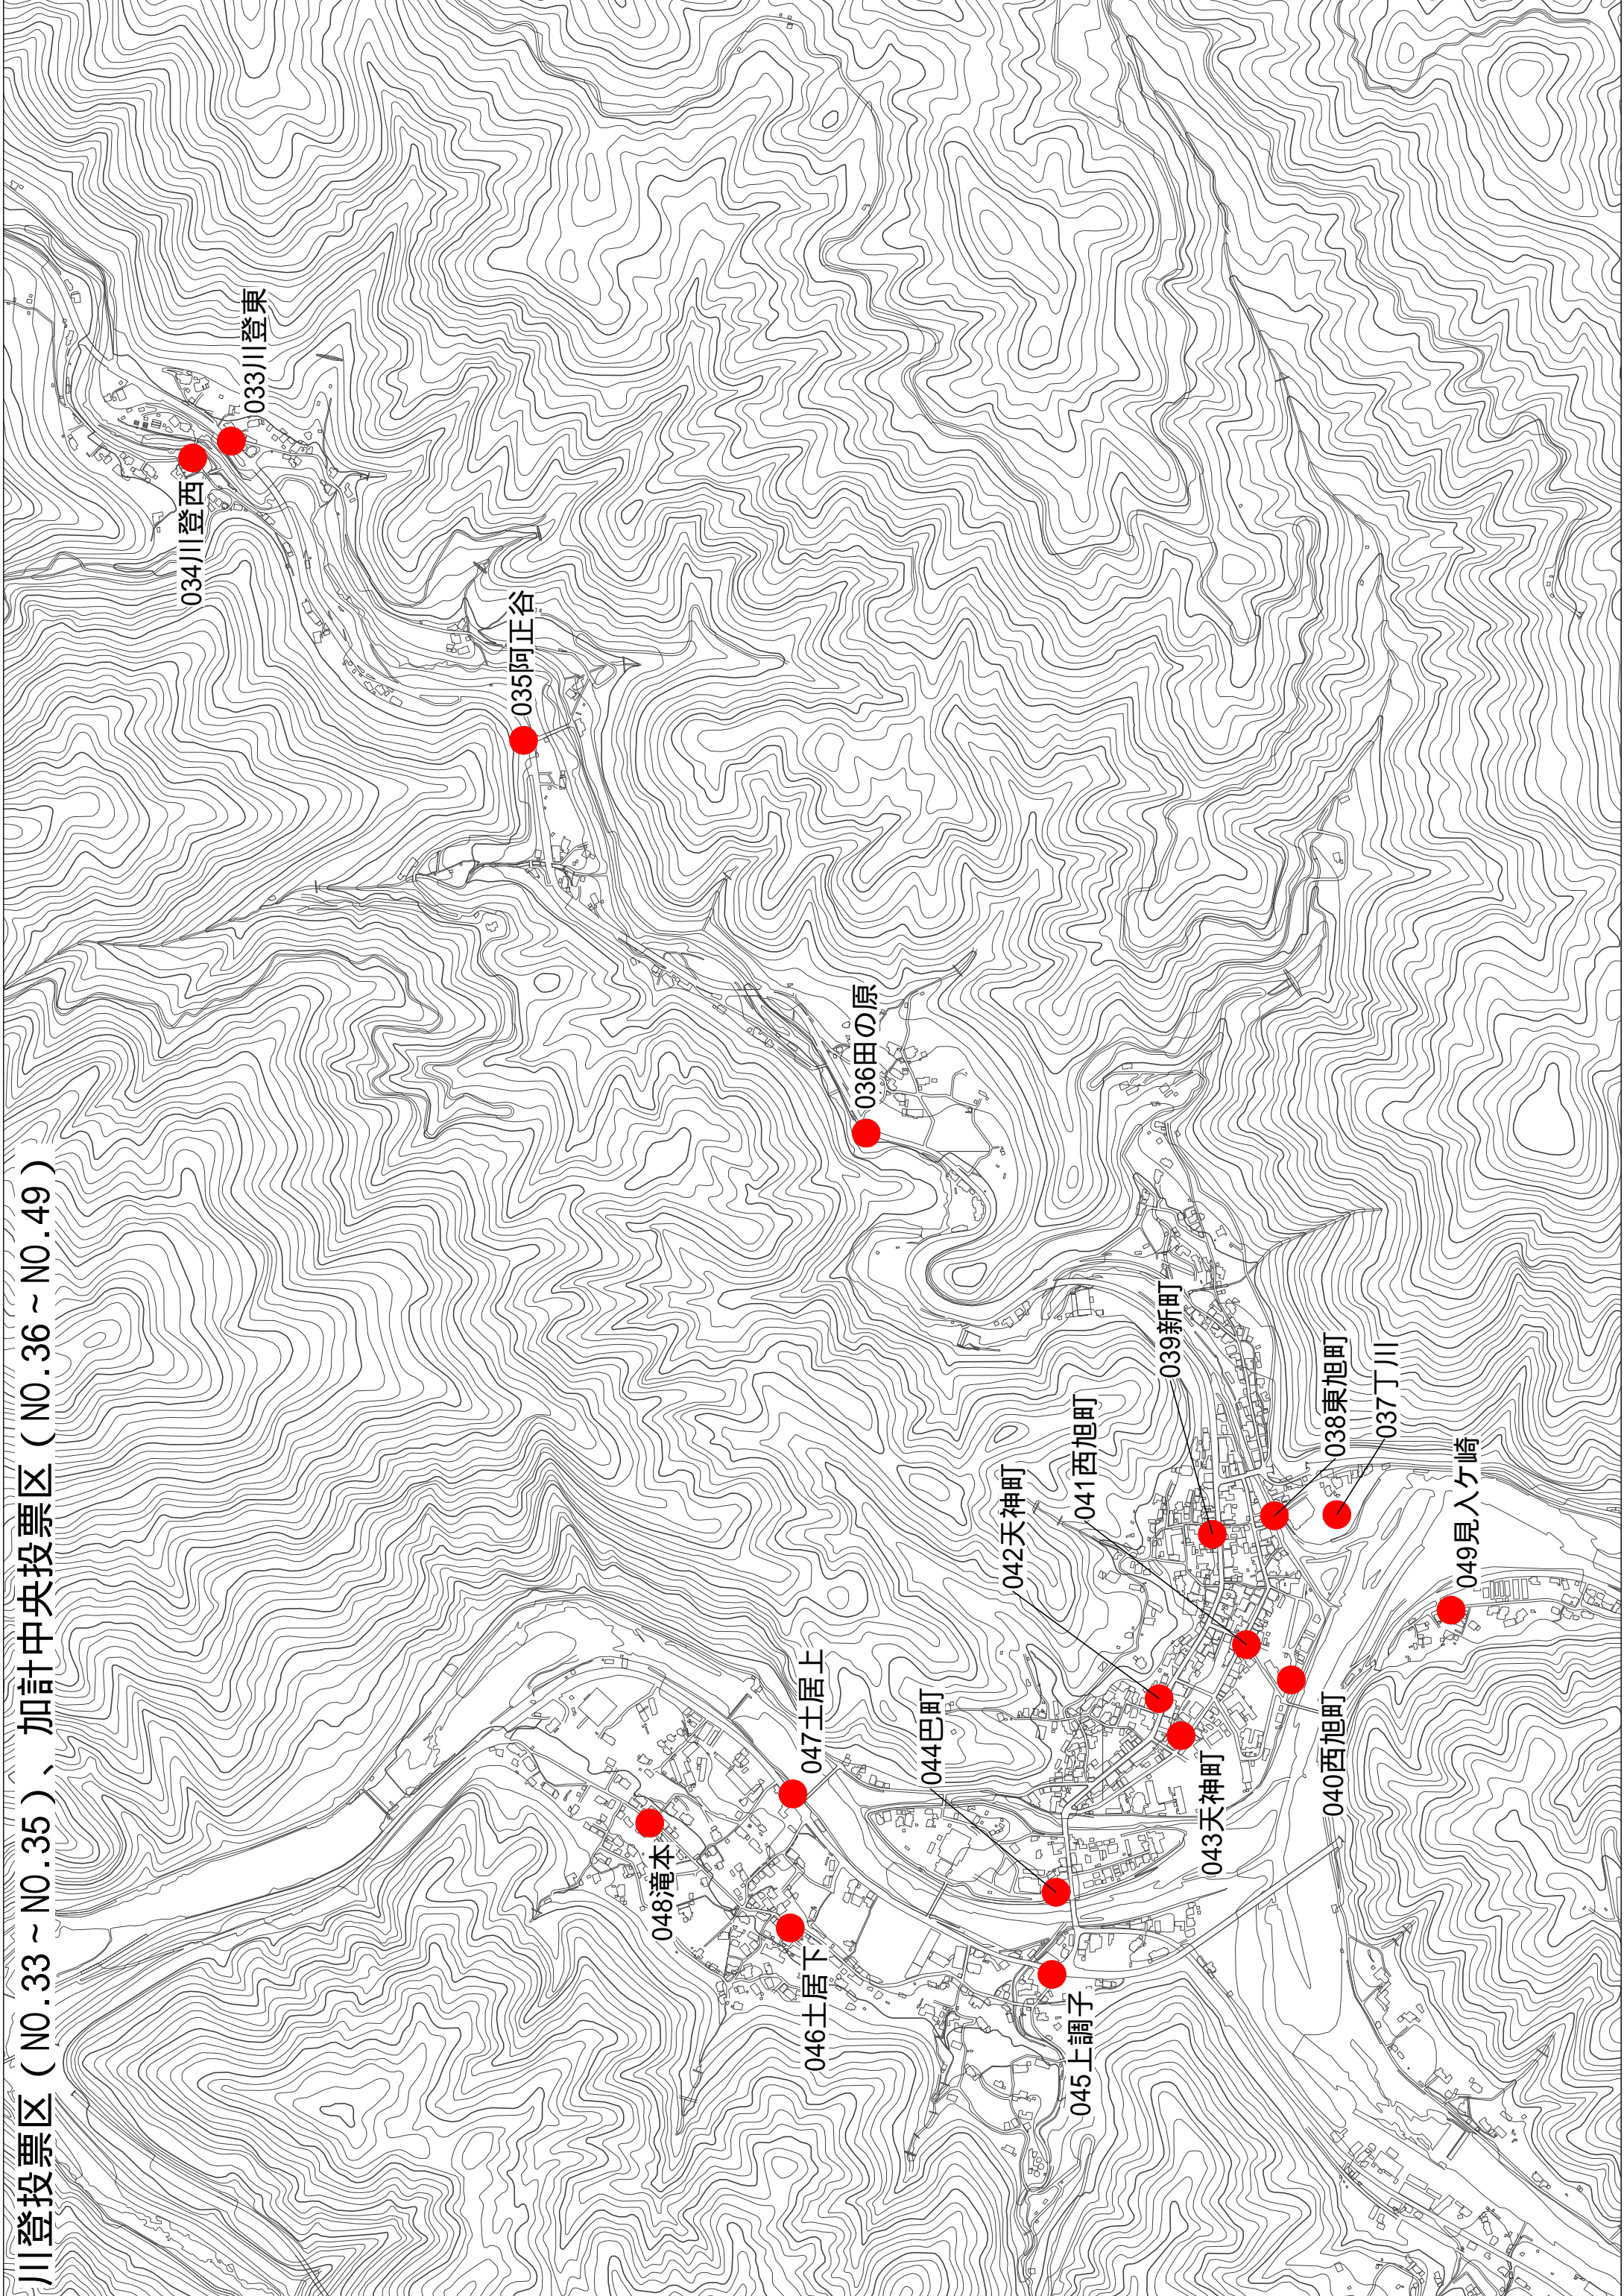 川登投票区（NO.33～NO.35）、加計中央投票区（NO.36～NO.49）
033川登東
034川登西
035阿正谷
036田の原
037丁川
038東旭町
039新町
040西旭町
041西旭町
042天神町
043天神町
044巴町
045上調子
046土居下
047土居上
048滝本
049見入ケ崎